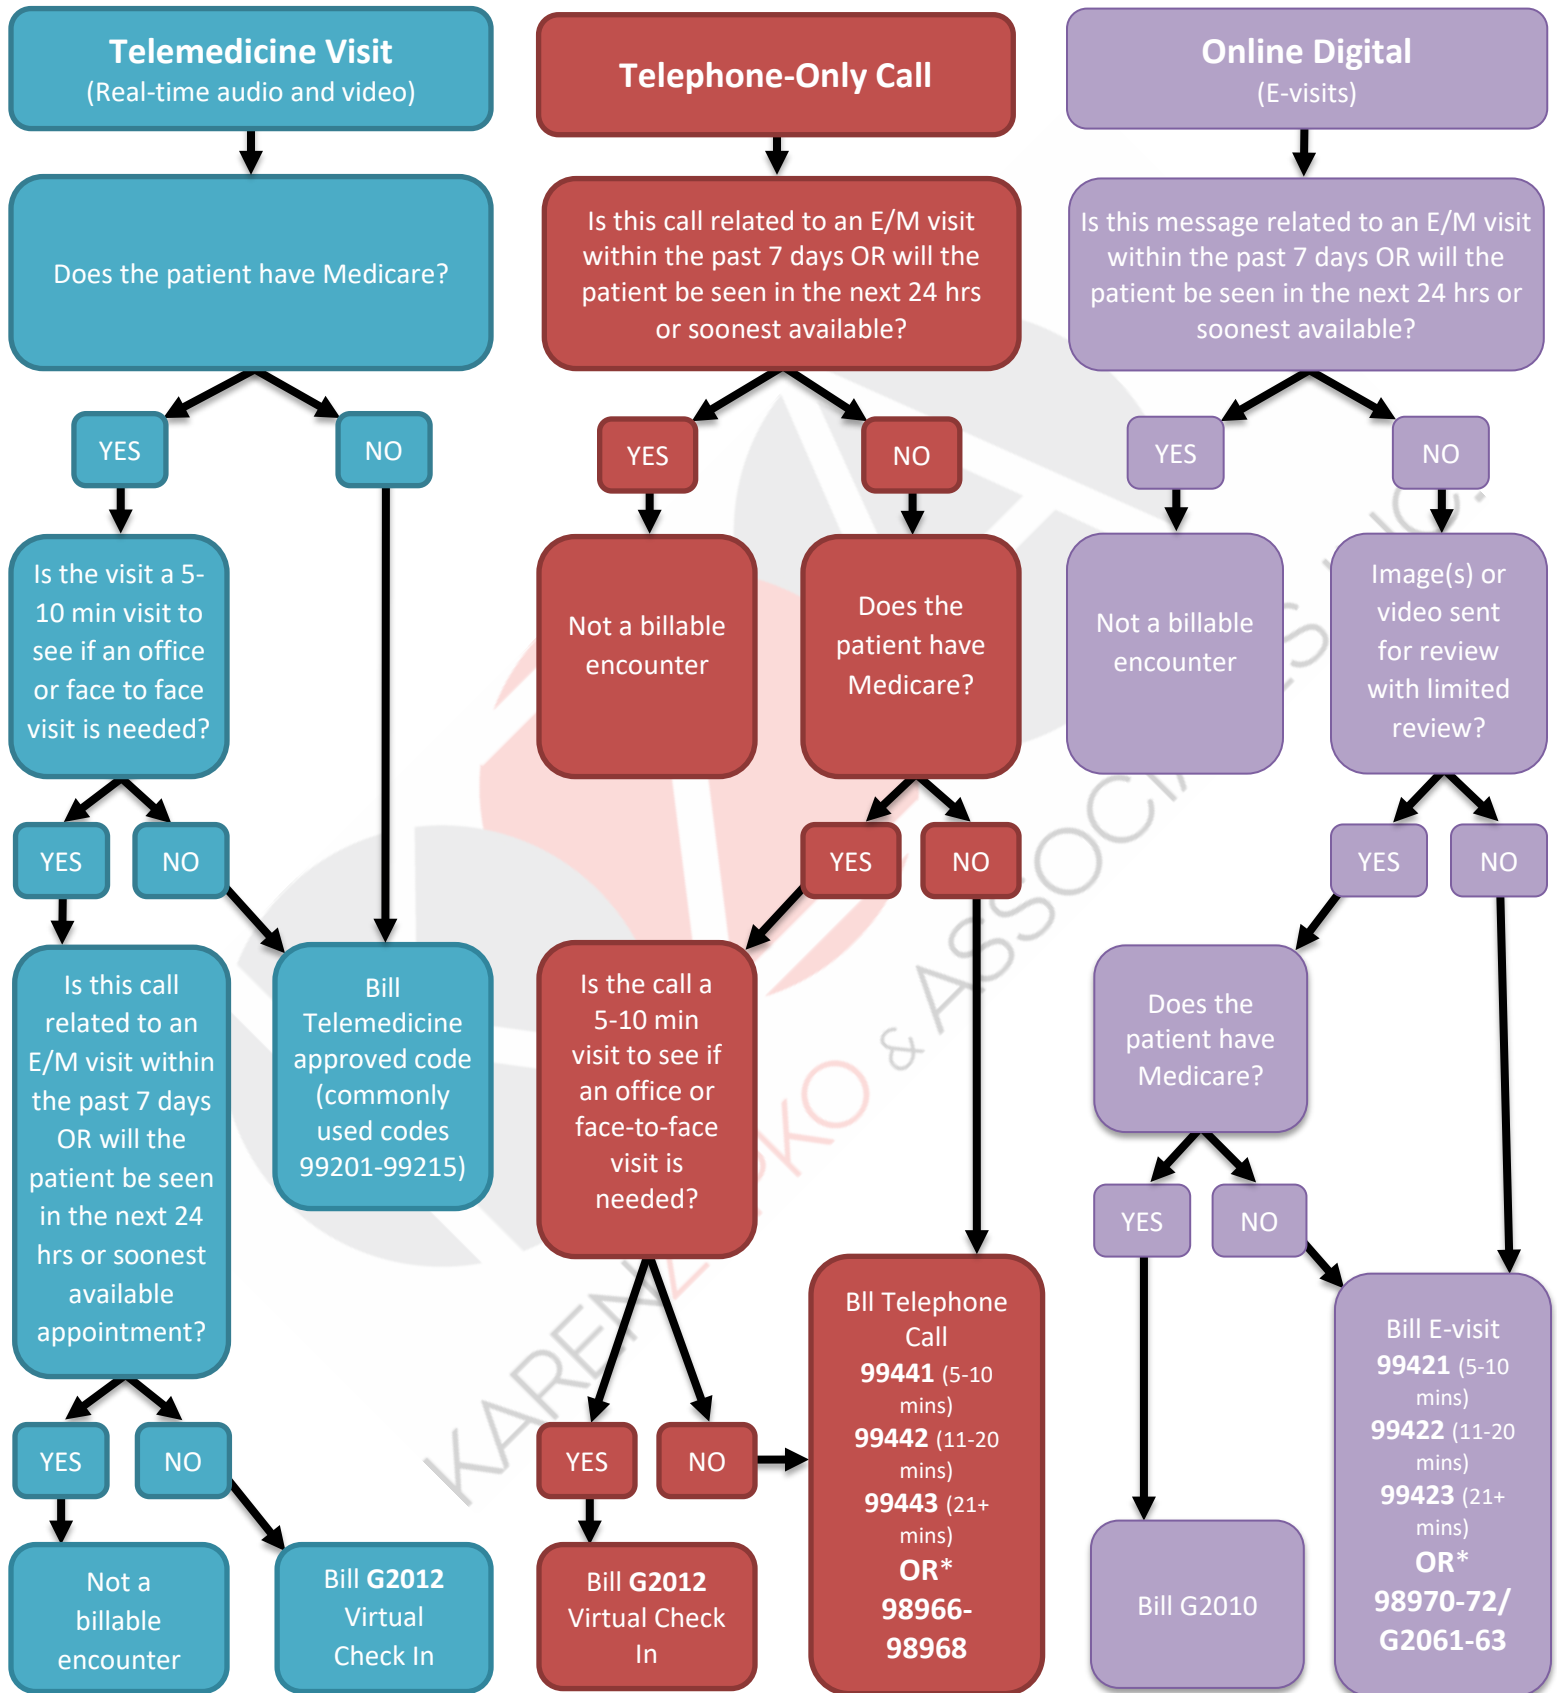 Telemedicine Visit
(Real-time audio and video)
Does the patient have Medicare?
YES
NO
Is the visit a 5-
10 min visit to
see if an office
or face to face
visit is needed?
YES
NO
Is this call
related to an
E/M visit within
the past 7 days
OR will the
patient be seen
in the next 24
hrs or soonest
available
appointment?
Bill
Telemedicine
approved code
(commonly
used codes
99201-99215)
YES
NO
Not a
billable
encounter
Bill G2012
Virtual
Check In
Telephone-Only Call
Is this call related to an E/M visit
within the past 7 days OR will the
patient be seen in the next 24 hrs
or soonest available?
YES
NO
Not a billable
encounter
Does the
patient have
Medicare?
YES
NO
Is the call a
5-10 min
visit to see if
an office or
face-to-face
visit is
needed?
YES
NO
Bill G2012
Virtual Check
In
Bll Telephone
Call
99441 (5-10
mins)
99442 (11-20
mins)
99443 (21+
mins)
OR*
98966-
98968
Online Digital
(E-visits)
Is this message related to an E/M visit
within the past 7 days OR will the
patient be seen in the next 24 hrs or
soonest available?
YES
NO
Not a billable
encounter
Image(s) or
video sent
for review
with limited
review?
YES
NO
Does the
patient have
Medicare?
YES
NO
Bill G2010
Bill E-visit
99421 (5-10
mins)
99422 (11-20
mins)
99423 (21+
mins)
OR*
98970-72/
G2061-63
KAREN & ASSOCI